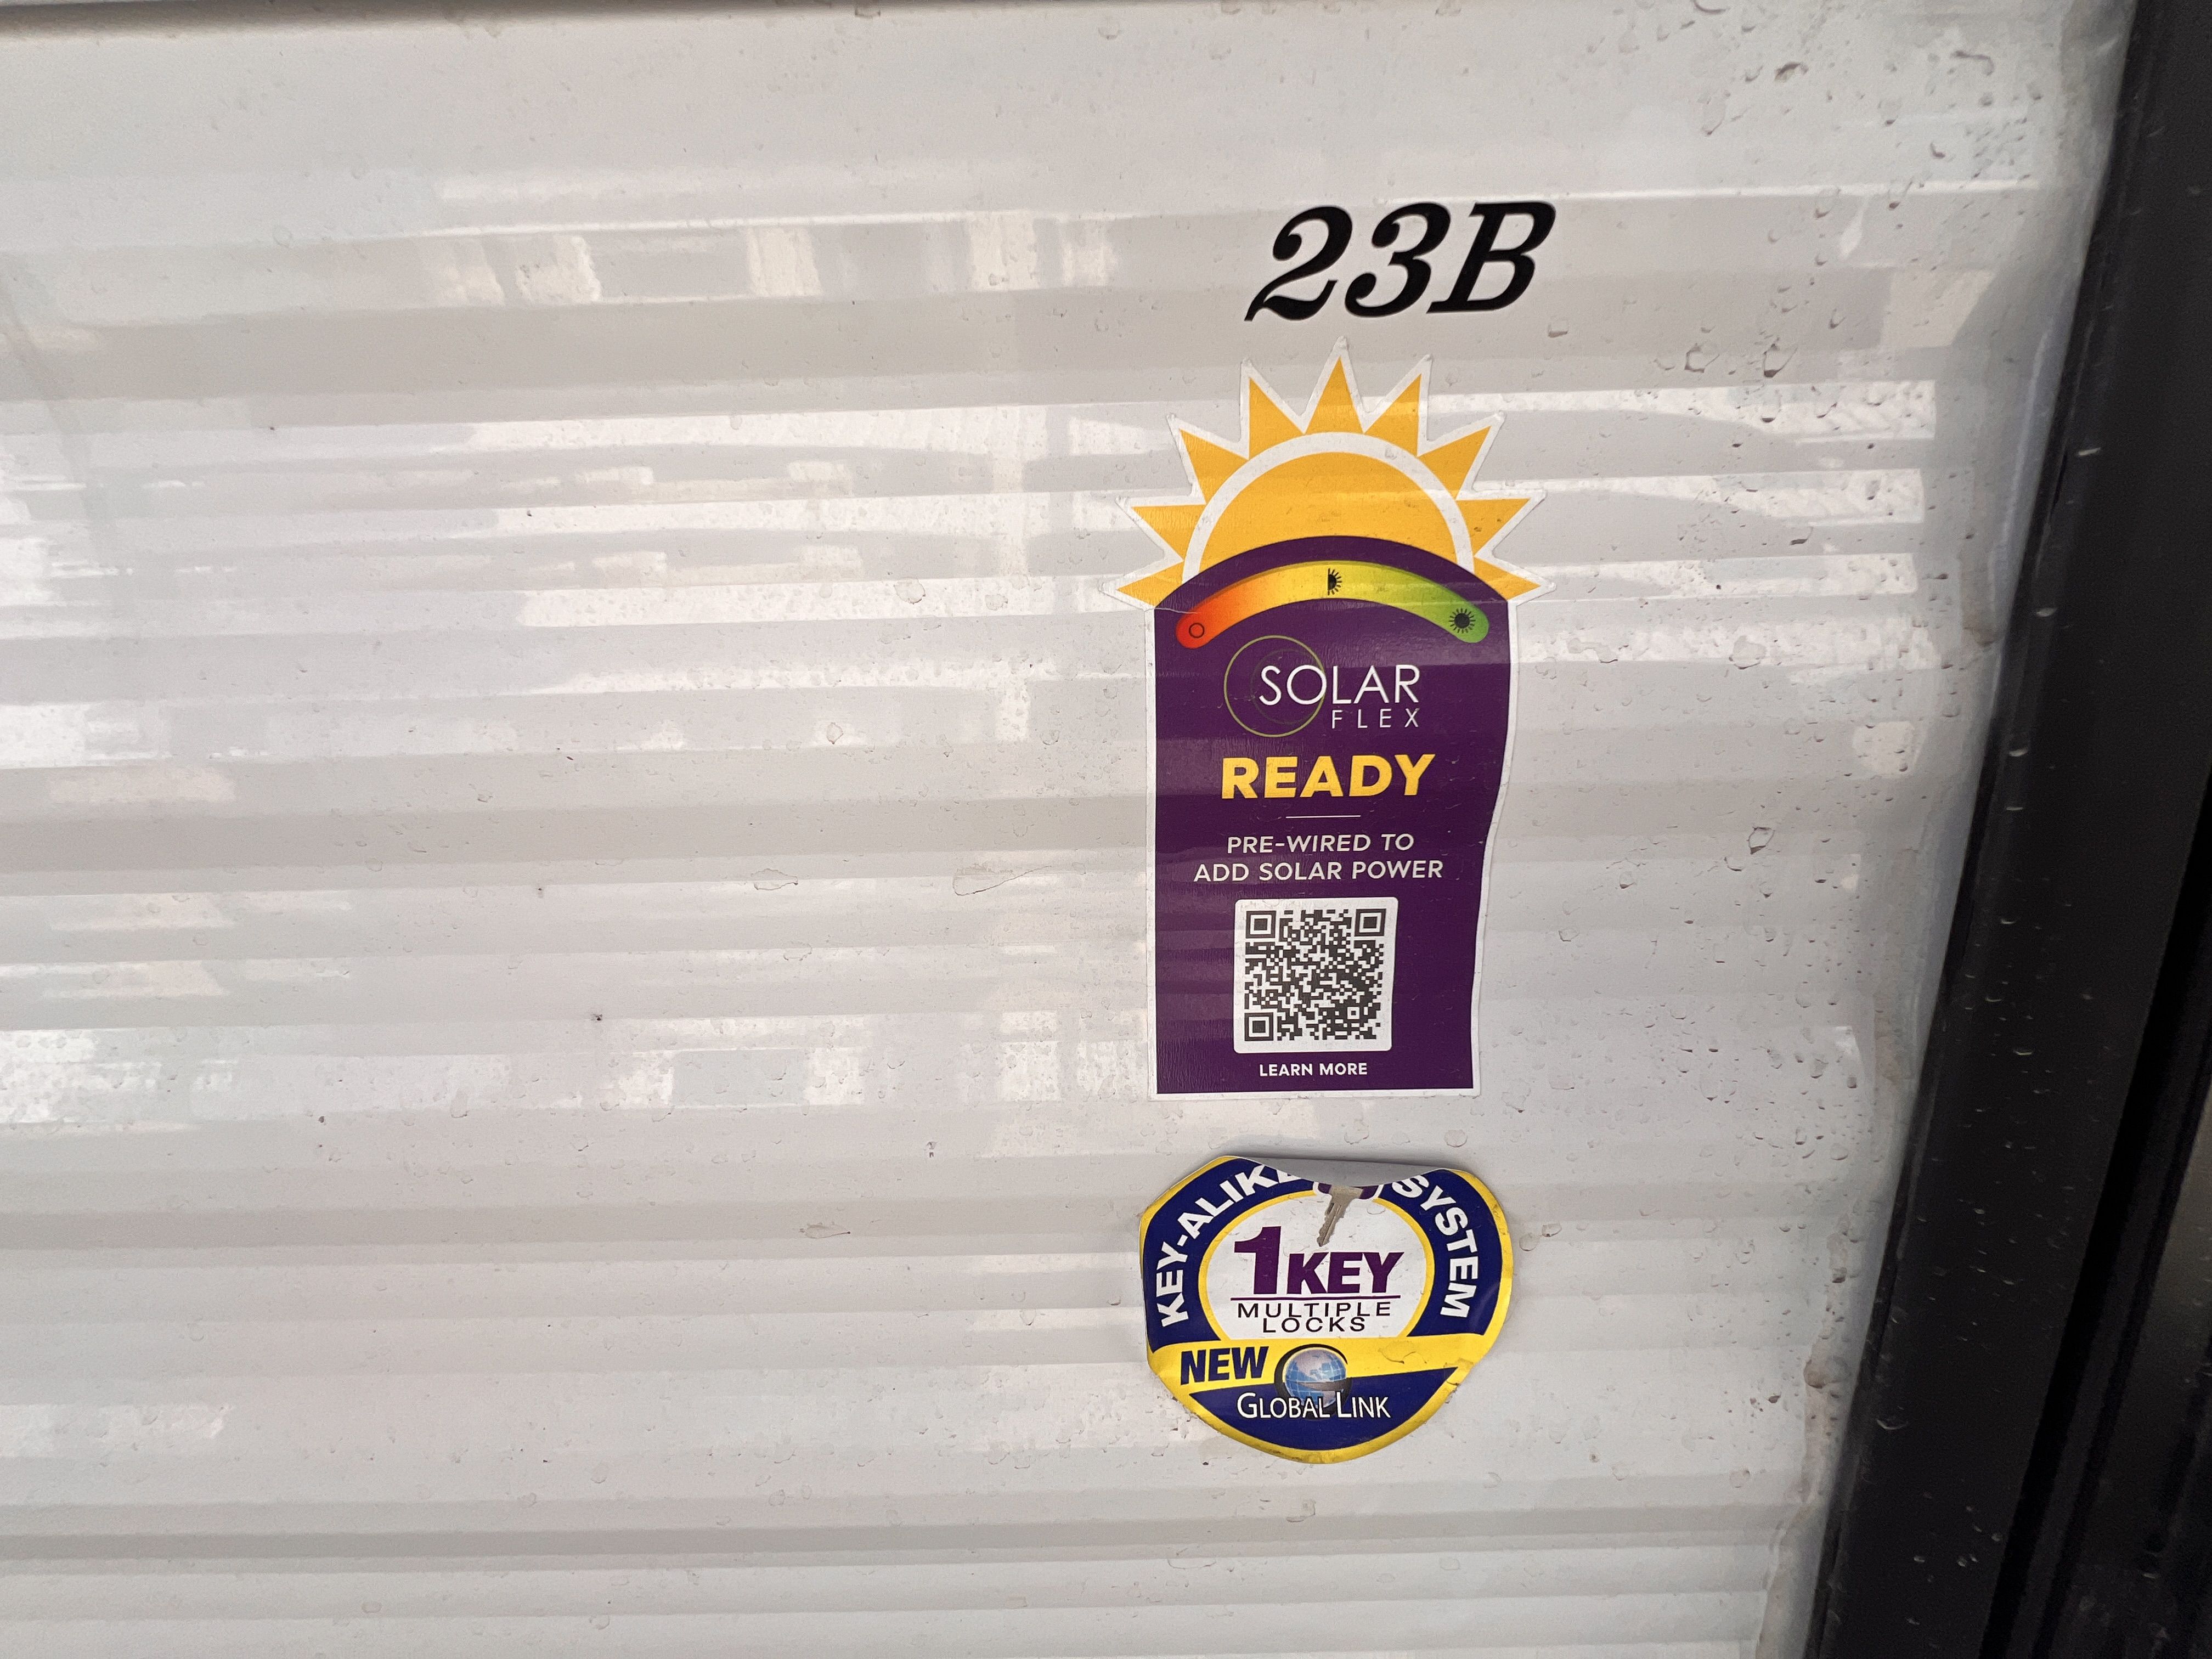 23B
SOLAR
FLEX
READY
PRE-WIRED TO
ADD SOLAR POWER
LEARN MORE
KEY-ALIKE SYSTEM
1KEY
MULTIPLE
LOCKS
NEW
GLOBAL LINK